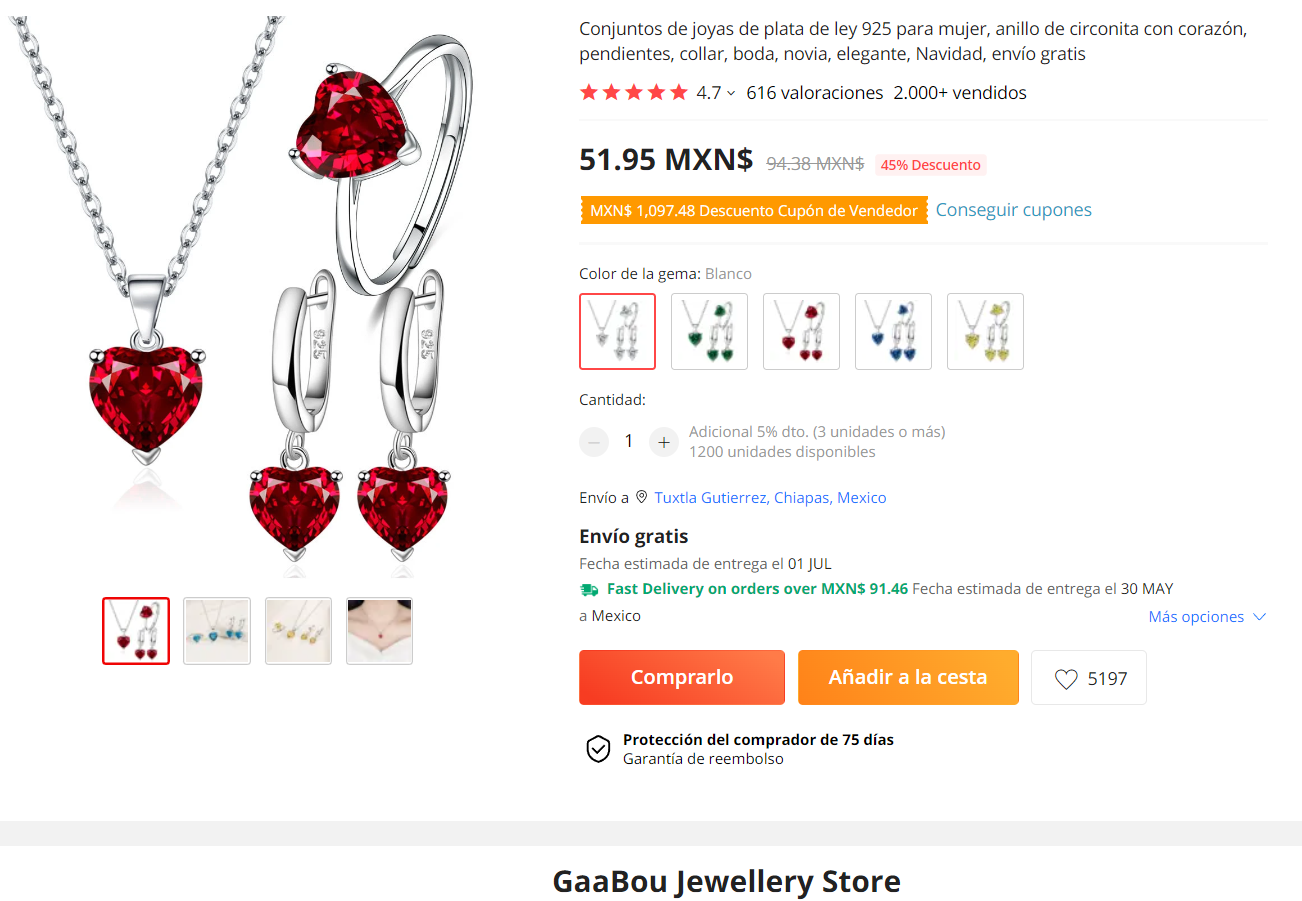 Conjuntos de joyas de plata de ley 925 para mujer, anillo de circonita con corazón,
pendientes, collar, boda, novia, elegante, Navidad, envío gratis
4.7 616 valoraciones 2.000+ vendidos
51.95 MXN$ 94.38 MXN$ 45% Descuento
MXN$ 1,097.48 Descuento Cupón de Vendedor Conseguir cupones
Color de la gema: Blanco
925
925
Cantidad:
1
Adicional 5% dto. (3 unidades o más)
1200 unidades disponibles
Envío a Tuxtla Gutierrez, Chiapas, Mexico
Envío gratis
Fecha estimada de entrega el 01 JUL
Fast Delivery on orders over MXN$ 91.46 Fecha estimada de entrega el 30 MAY
a Mexico
Más opciones
Comprarlo
Añadir a la cesta
5197
Protección del comprador de 75 días
Garantía de reembolso
GaaBou Jewellery Store